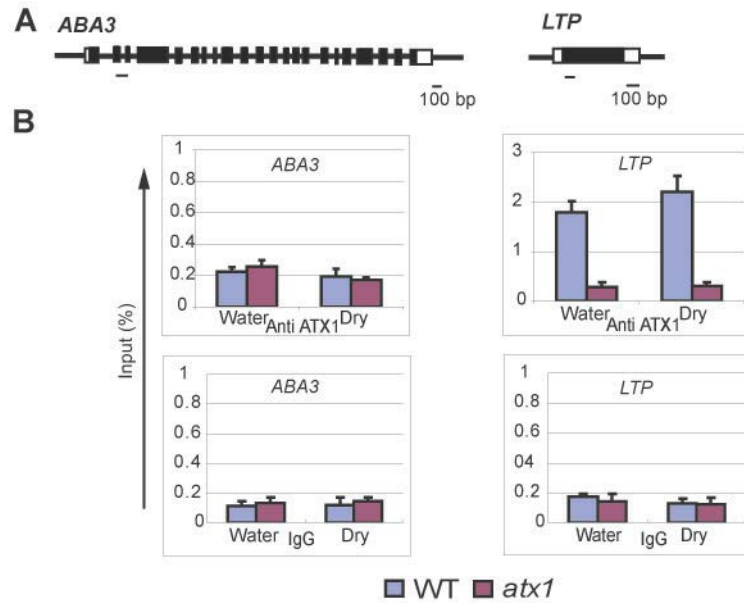 A
ABA3
LTP
100 bp
100 bp
B
Input (%)
ABA3
1
0.8
0.6
0.4
0.2
0
Water
Dry
Anti ATX1
LTP
3
2
1
0
Water
Dry
Anti ATX1
ABA3
1
0.8
0.6
0.4
0.2
0
Water
IgG
Dry
LTP
1
0.8
0.6
04
0.2
0
Water
IgG
Dry
WT
atx1